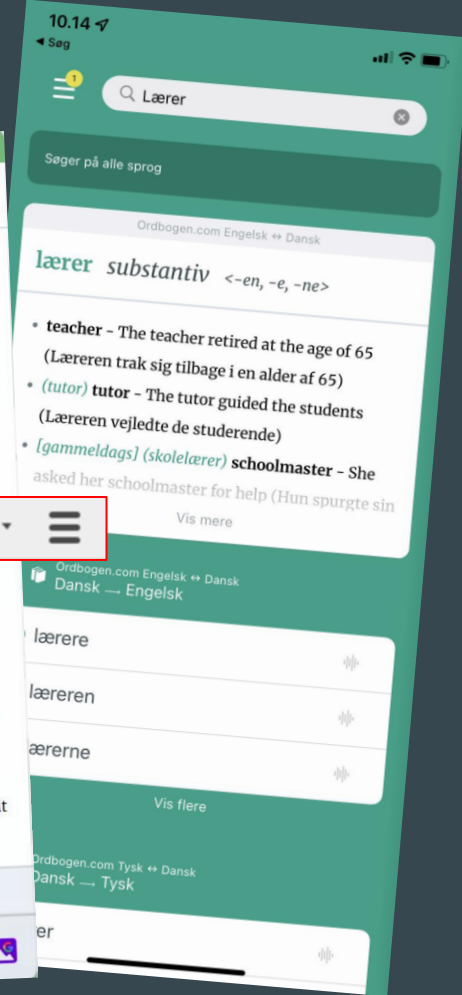 10.14
◀ Søg
1
Lærer
Søger på alle sprog
Ordbogen.com Engelsk ↔ Dansk
lærer substantiv <-en, -e, -ne>
• teacher – The teacher retired at the age of 65
(Læreren trak sig tilbage i en alder af 65)
• (tutor) tutor – The tutor guided the students
(Læreren vejledte de studerende)
• [gammeldags] (skolelærer) schoolmaster – She
asked her schoolmaster for help (Hun spurgte sin
Vis mere
Ordbogen.com Engelsk ↔ Dansk
Dansk → Engelsk
lærere
læreren
ærerne
Vis flere
Ordbogen.com Tysk ↔ Dansk
Dansk → Tysk
er